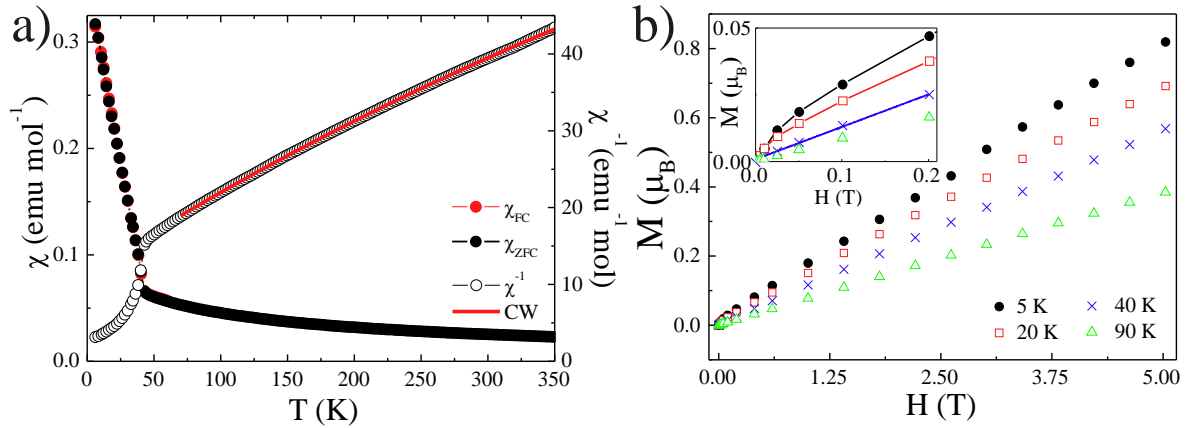 a)
χ (emu mol⁻¹)
0.3
0.2
0.1
0.0
0 50 100 150 200 250 300 350
T (K)
40
30
20
10
0
χ⁻¹ (emu⁻¹ mol)
χFC
χZFC
χ⁻¹
CW
b)
M (μB)
0.8
0.6
0.4
0.2
0.0
0.00 1.25 2.50 3.75 5.00
H (T)
M (μB)
0.05
0.00
0.0 0.1 0.2
H (T)
5 K 40 K
20 K 90 K